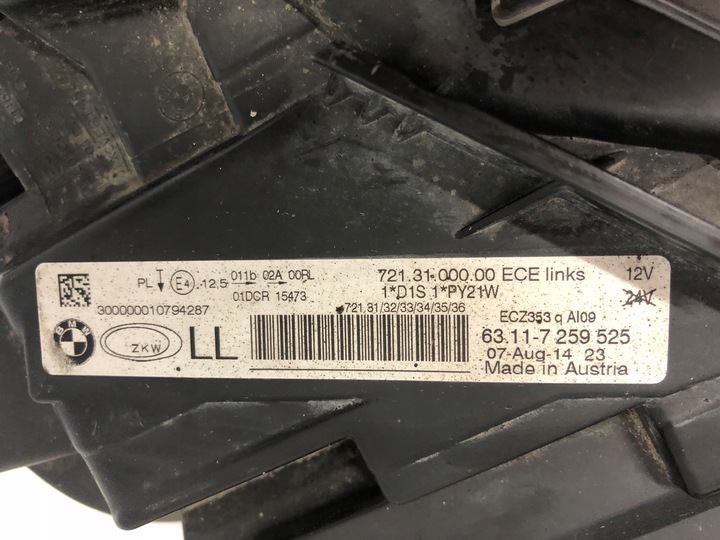 PL T E4 12,5 011b 02A 00RL
01DCR 15473
721.31-000.00 ECE links 12V
1*D1S 1*PY21W 24V
300000010794287
721.31/32/33/34/35/36
ECZ353 q AI09
BMW ZKW LL
63.11-7 259 525
07-Aug-14 23
Made in Austria